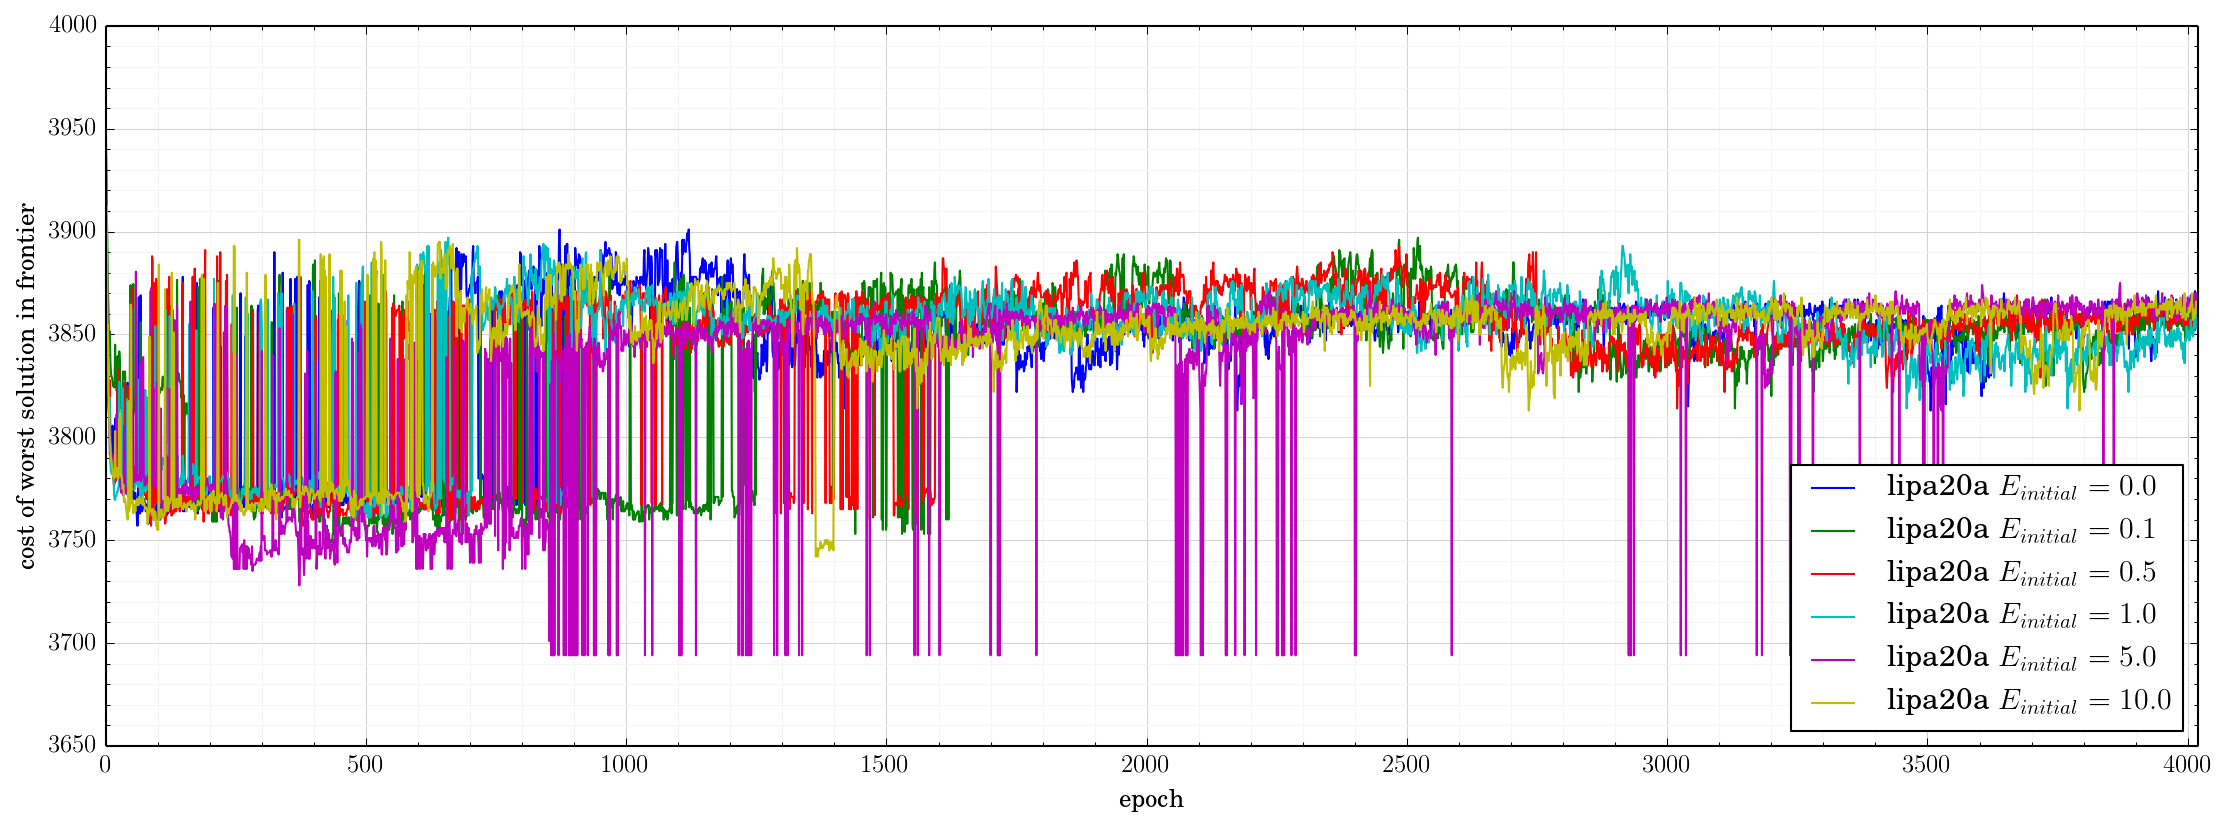 4000
3950
3900
3850
3800
3750
3700
3650
cost of worst solution in frontier
0 500 1000 1500 2000 2500 3000 3500 4000
epoch
lipa20a E_{initial} = 0.0
lipa20a E_{initial} = 0.1
lipa20a E_{initial} = 0.5
lipa20a E_{initial} = 1.0
lipa20a E_{initial} = 5.0
lipa20a E_{initial} = 10.0